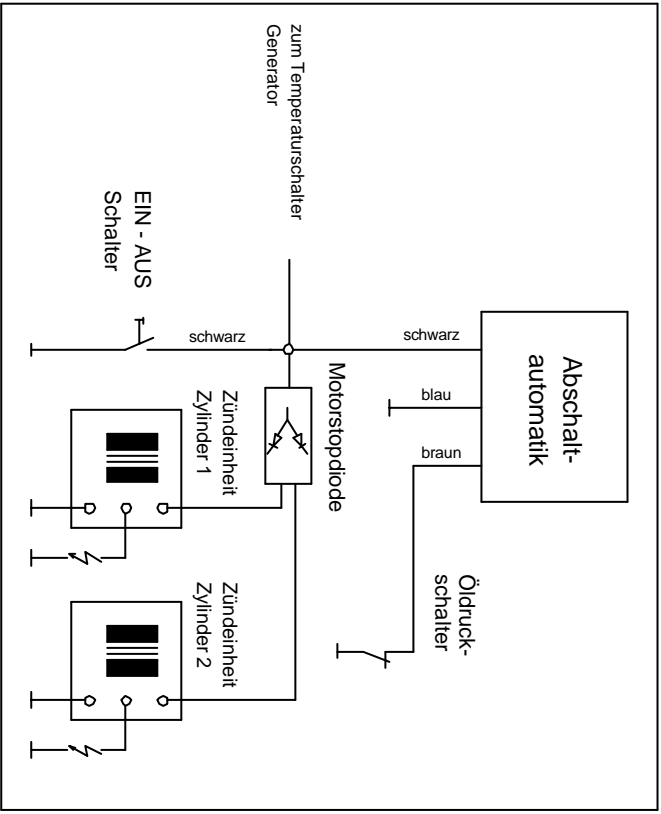 zum Temperaturschalter
Generator
EIN - AUS
Schalter
schwarz
schwarz
Abschalt-
automatik
blau
braun
Motorstopdiode
Öldruck-
schalter
Zündeinheit
Zylinder 1
Zündeinheit
Zylinder 2